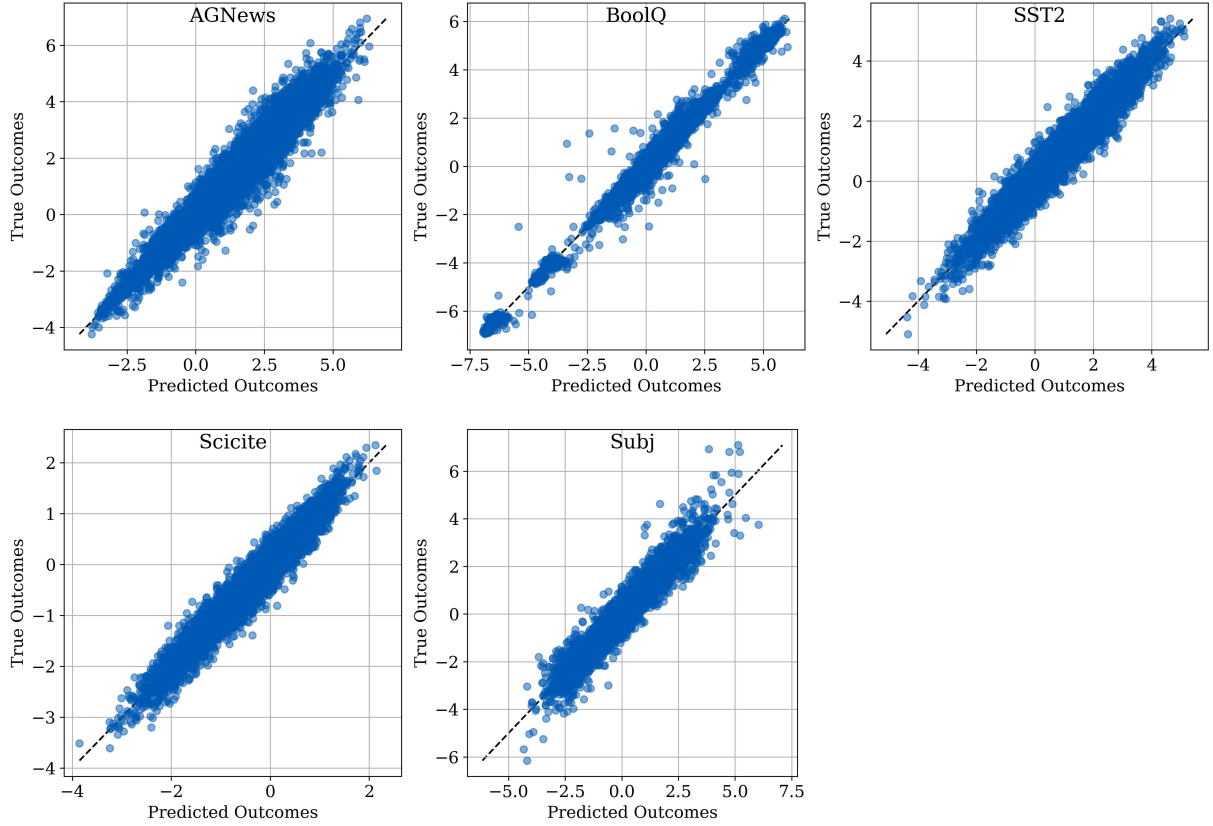 AGNews
6
4
2
0
−2
−4
True Outcomes
−2.5 0.0 2.5 5.0
Predicted Outcomes
BoolQ
6
4
2
0
−2
−4
−6
True Outcomes
−7.5 −5.0 −2.5 0.0 2.5 5.0
Predicted Outcomes
SST2
4
2
0
−2
−4
True Outcomes
−4 −2 0 2 4
Predicted Outcomes
Scicite
2
1
0
−1
−2
−3
−4
True Outcomes
−4 −2 0 2
Predicted Outcomes
Subj
6
4
2
0
−2
−4
−6
True Outcomes
−5.0 −2.5 0.0 2.5 5.0 7.5
Predicted Outcomes